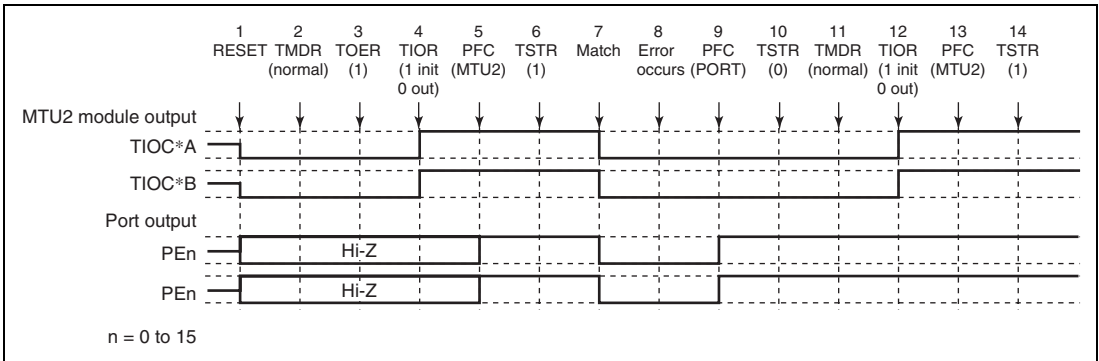 1 2 3 4 5 6 7 8 9 10 11 12 13 14
RESET TMDR TOER TIOR PFC TSTR Match Error PFC TSTR TMDR TIOR PFC TSTR
(normal) (1) (1 init (MTU2) (1) occurs (PORT) (0) (normal) (1 init (MTU2) (1)
0 out) 0 out)
MTU2 module output
TIOC*A
TIOC*B
Port output
PEn Hi-Z
PEn Hi-Z
n = 0 to 15